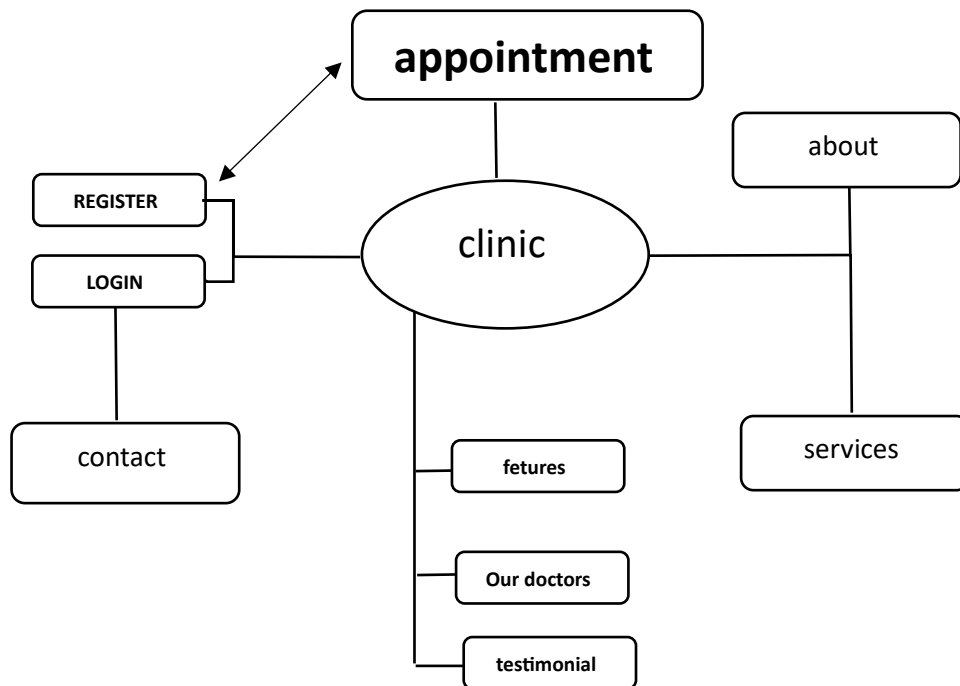 appointment
about
REGISTER
clinic
LOGIN
contact
services
fetures
Our doctors
testimonial